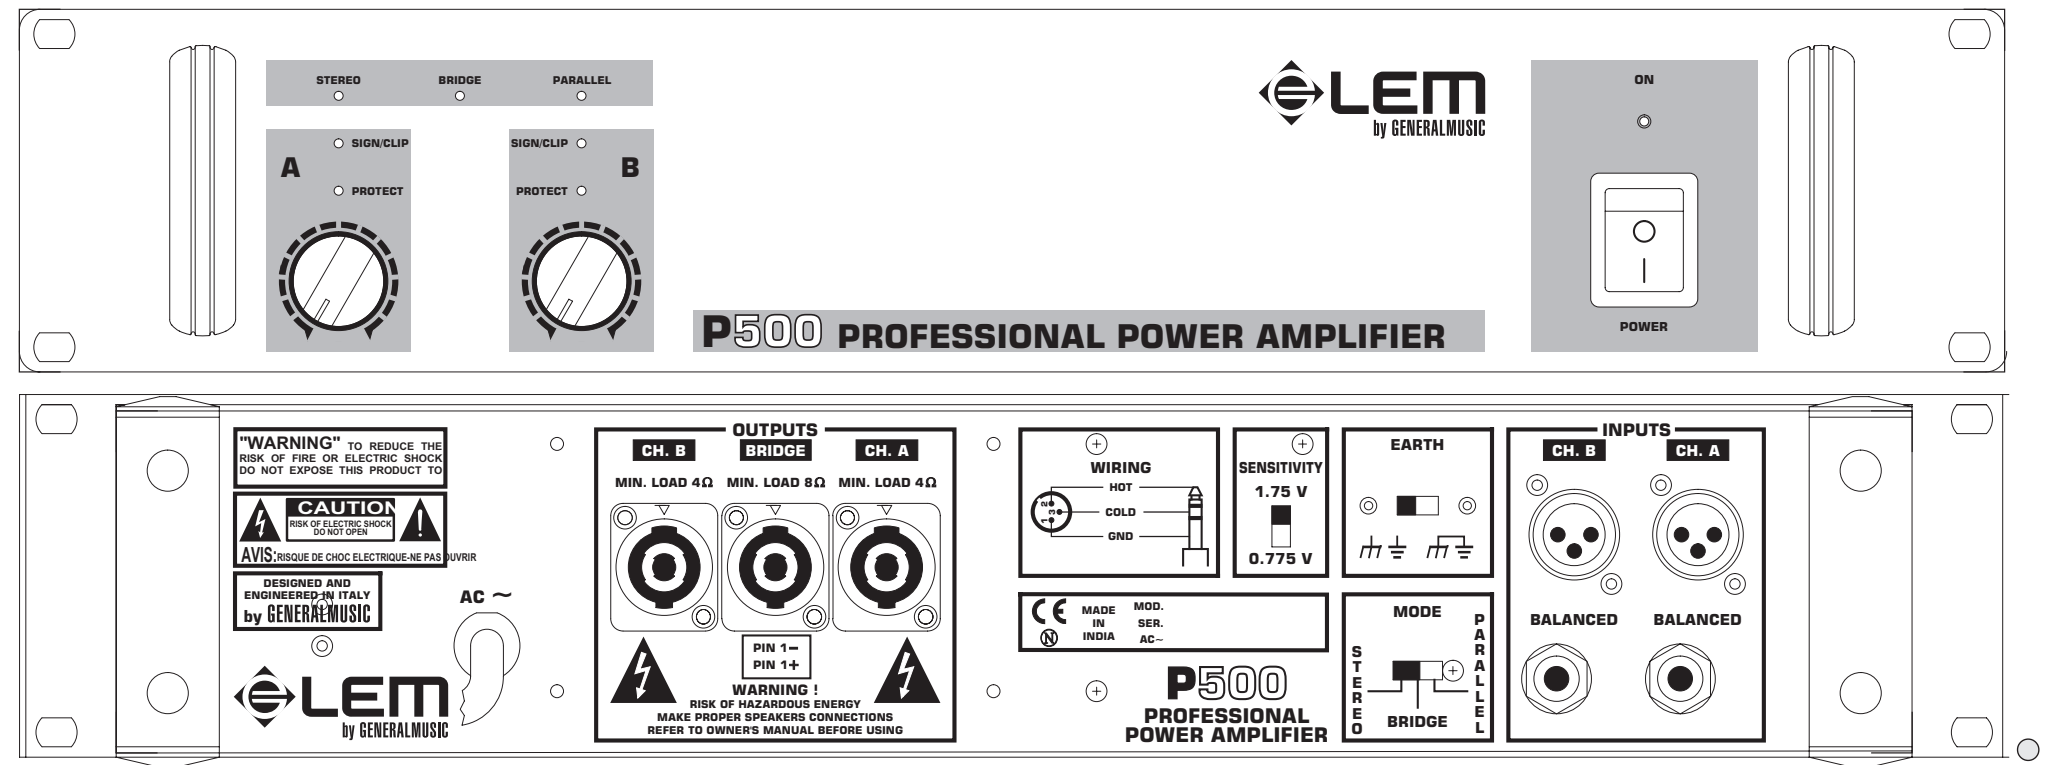 STEREO
BRIDGE
PARALLEL
SIGN/CLIP
A
PROTECT
SIGN/CLIP
B
PROTECT
LEM
by GENERALMUSIC
P500 PROFESSIONAL POWER AMPLIFIER
ON
POWER
"WARNING" TO REDUCE THE
RISK OF FIRE OR ELECTRIC SHOCK
DO NOT EXPOSE THIS PRODUCT TO
CAUTION
RISK OF ELECTRIC SHOCK
DO NOT OPEN
AVIS:RISQUE DE CHOC ELECTRIQUE-NE PAS OUVRIR
DESIGNED AND
ENGINEERED IN ITALY
by GENERALMUSIC
LEM
by GENERALMUSIC
AC ~
OUTPUTS
CH. B
BRIDGE
CH. A
MIN. LOAD 4Ω
MIN. LOAD 8Ω
MIN. LOAD 4Ω
PIN 1-
PIN 1+
WARNING !
RISK OF HAZARDOUS ENERGY
MAKE PROPER SPEAKERS CONNECTIONS
REFER TO OWNER'S MANUAL BEFORE USING
WIRING
HOT
COLD
GND
2
3
1
SENSITIVITY
1.75 V
0.775 V
EARTH
CE
N
MADE
IN
INDIA
MOD.
SER.
AC~
P500
PROFESSIONAL
POWER AMPLIFIER
MODE
STEREO
BRIDGE
PARALLEL
INPUTS
CH. B
CH. A
BALANCED
BALANCED